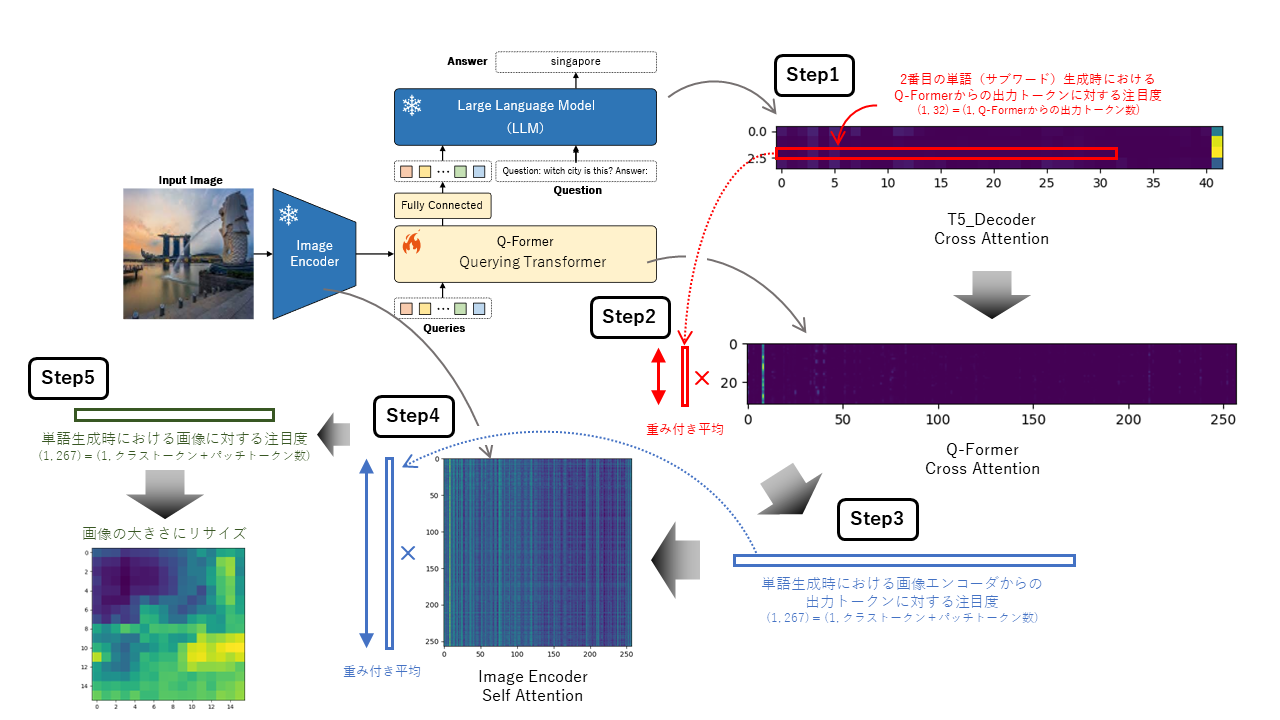 Answer
singapore
Large Language Model
(LLM)
Question: witch city is this? Answer:
Question
Fully Connected
Input Image
Image
Encoder
Q-Former
Querying Transformer
Queries
Step1
2番目の単語（サブワード）生成時における
Q-Formerからの出力トークンに対する注目度
(1, 32) = (1, Q-Formerからの出力トークン数)
0.0
2.5
0 5 10 15 20 25 30 35 40
T5_Decoder
Cross Attention
Step2
重み付き平均
×
0
20
0 50 100 150 200 250
Q-Former
Cross Attention
Step3
単語生成時における画像エンコーダからの
出力トークンに対する注目度
(1, 267) = (1, クラストークン＋パッチトークン数)
Step4
重み付き平均
×
0
50
100
150
200
250
0 50 100 150 200 250
Image Encoder
Self Attention
Step5
単語生成時における画像に対する注目度
(1, 267) = (1, クラストークン＋パッチトークン数)
画像の大きさにリサイズ
0
2
4
6
8
10
12
14
0 2 4 6 8 10 12 14